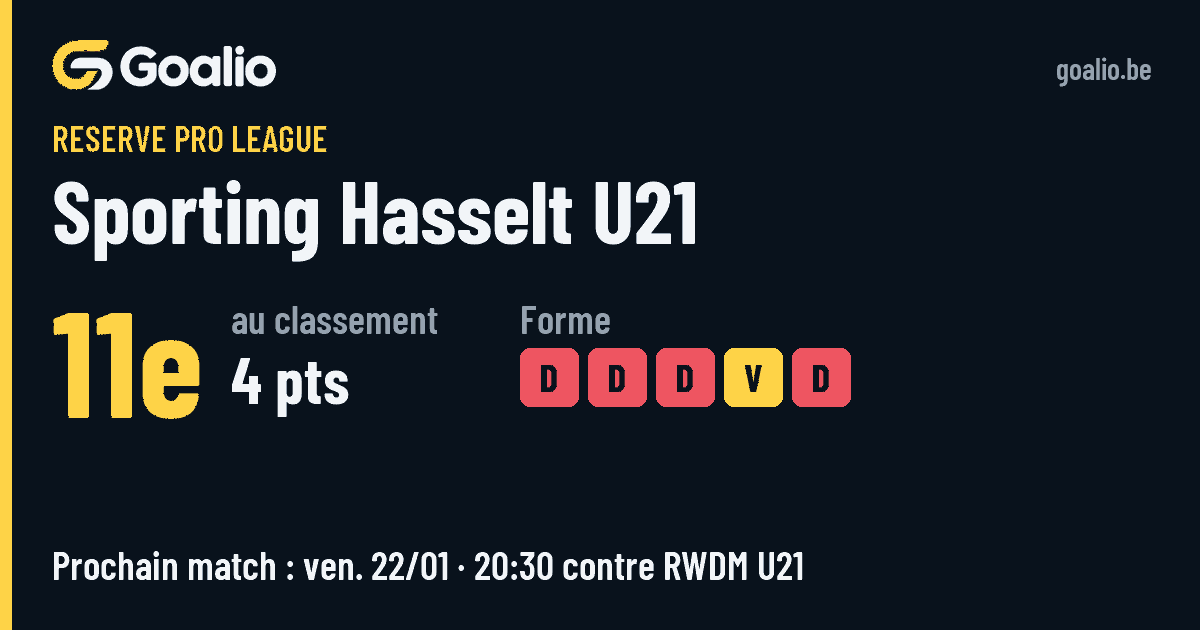 Goalio
goalio.be
RESERVE PRO LEAGUE
Sporting Hasselt U21
11e
au classement
4 pts
Forme
D D D V D
Prochain match : ven. 22/01 · 20:30 contre RWDM U21